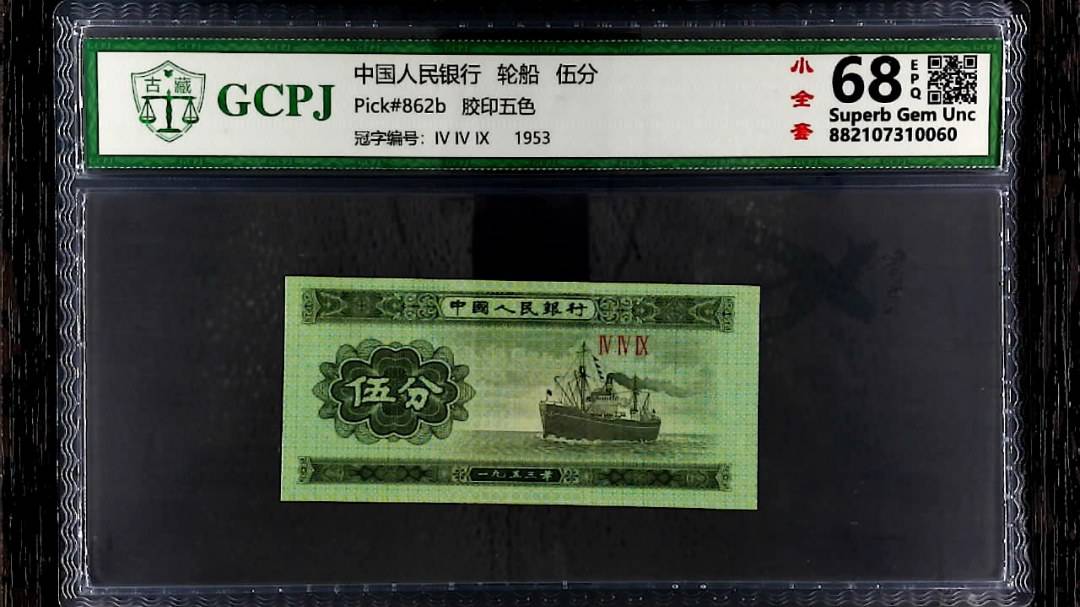 古藏
GCPJ
中国人民银行 轮船 伍分
Pick#862b 胶印五色
冠字编号：Ⅳ Ⅳ Ⅸ 1953
小全套
68 EPQ
Superb Gem Unc
882107310060
中國人民銀行
Ⅳ Ⅳ Ⅸ
伍分
一九五三年